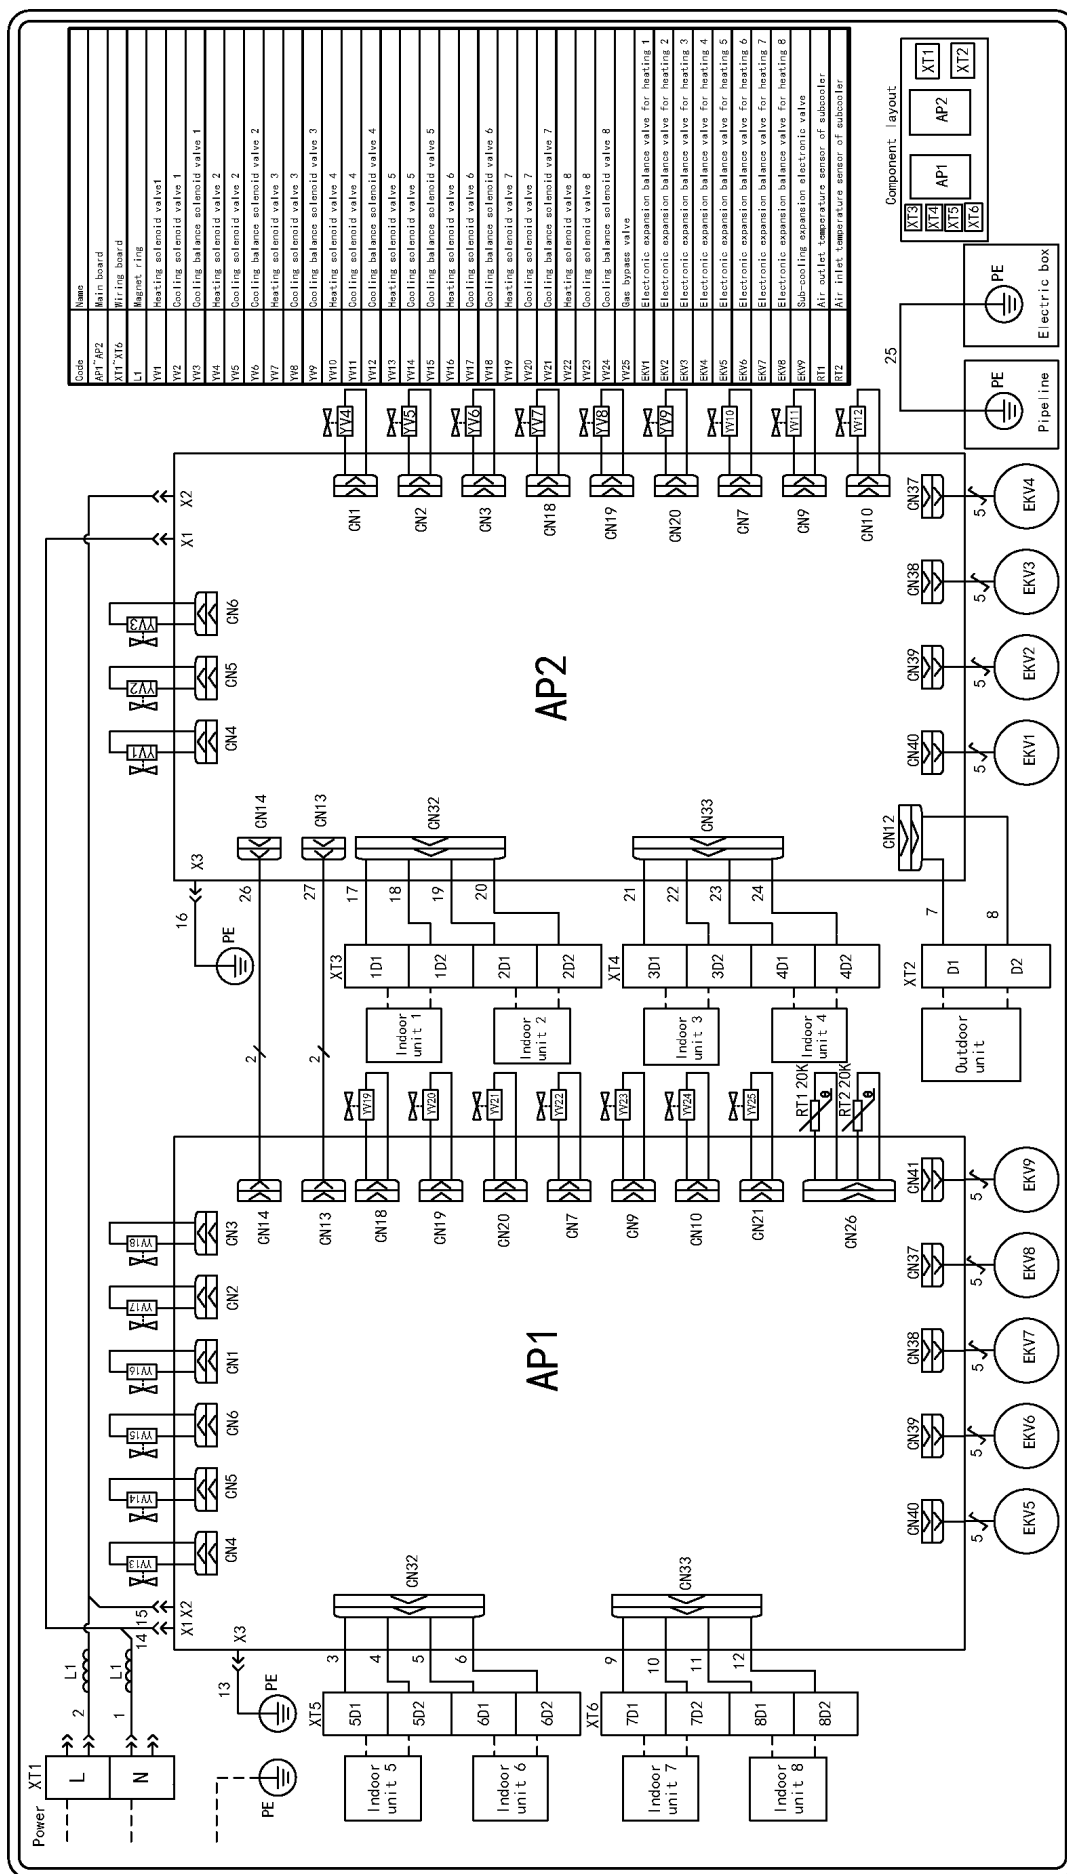 Power
XT1
L
N
2
1
L1
L1
14
15
X1
X2
PE
13
PE
X3
YV13
YV14
YV15
YV16
YV17
YV18
CN4
CN5
CN6
CN1
CN2
CN3
16
PE
X3
YV1
YV2
YV3
CN4
CN5
CN6
X1
X2
Code
Name
AP1~AP2
Main board
XT1~XT6
Wiring board
L1
Magnet ring
YV1
Heating valve1
YV2
Cooling solenoid valve 1
YV3
Cooling balance solenoid valve 1
YV4
Heating solenoid valve 2
YV5
Cooling solenoid valve 2
YV6
Cooling balance solenoid valve 2
YV7
Heating solenoid valve 3
YV8
Cooling solenoid valve 3
YV9
Cooling balance solenoid valve 3
YV10
Heating solenoid valve 4
YV11
Cooling solenoid valve 4
YV12
Cooling balance solenoid valve 4
YV13
Heating solenoid valve 5
YV14
Cooling solenoid valve 5
YV15
Cooling balance solenoid valve 5
YV16
Heating solenoid valve 6
YV17
Cooling solenoid valve 6
YV18
Cooling balance solenoid valve 6
YV19
Heating solenoid valve 7
YV20
Cooling solenoid valve 7
YV21
Cooling balance solenoid valve 7
YV22
Heating solenoid valve 8
YV23
Cooling solenoid valve 8
YV24
Cooling balance solenoid valve 8
YV25
Gas bypass valve
EKV1
Electronic expansion balance valve for heating 1
EKV2
Electronic expansion balance valve for heating 2
EKV3
Electronic expansion balance valve for heating 3
EKV4
Electronic expansion balance valve for heating 4
EKV5
Electronic expansion balance valve for heating 5
EKV6
Electronic expansion balance valve for heating 6
EKV7
Electronic expansion balance valve for heating 7
EKV8
Electronic expansion balance valve for heating 8
EKV9
Sub-cooling expansion electronic valve
RT1
Air outlet temperature sensor of subcooler
RT2
Air inlet temperature sensor of subcooler
XT5
5D1
5D2
6D1
6D2
Indoor
unit 5
Indoor
unit 6
3
4
5
6
CN32
XT6
7D1
7D2
8D1
8D2
Indoor
unit 7
Indoor
unit 8
9
10
11
12
CN33
AP1
CN14
CN13
CN18
CN19
CN20
CN7
CN9
CN10
CN21
CN26
2
2
YV19
YV20
YV21
YV22
YV23
YV24
YV25
RT1 20K
θ
RT2 20K
θ
CN40
CN39
CN38
CN37
CN41
5
5
5
5
5
EKV5
EKV6
EKV7
EKV8
EKV9
26
CN14
27
CN13
XT3
1D1
1D2
2D1
2D2
Indoor
unit 1
Indoor
unit 2
17
18
19
20
CN32
XT4
3D1
3D2
4D1
4D2
Indoor
unit 3
Indoor
unit 4
21
22
23
24
CN33
XT2
D1
D2
Outdoor
unit
7
8
CN12
AP2
CN1
CN2
CN3
CN18
CN19
CN20
CN7
CN9
CN10
YV4
YV5
YV6
YV7
YV8
YV9
YV10
YV11
YV12
CN40
CN39
CN38
CN37
5
5
5
5
EKV1
EKV2
EKV3
EKV4
25
PE
Pipeline
PE
Electric box
Component layout
XT3
XT4
XT5
XT6
AP1
AP2
XT1
XT2